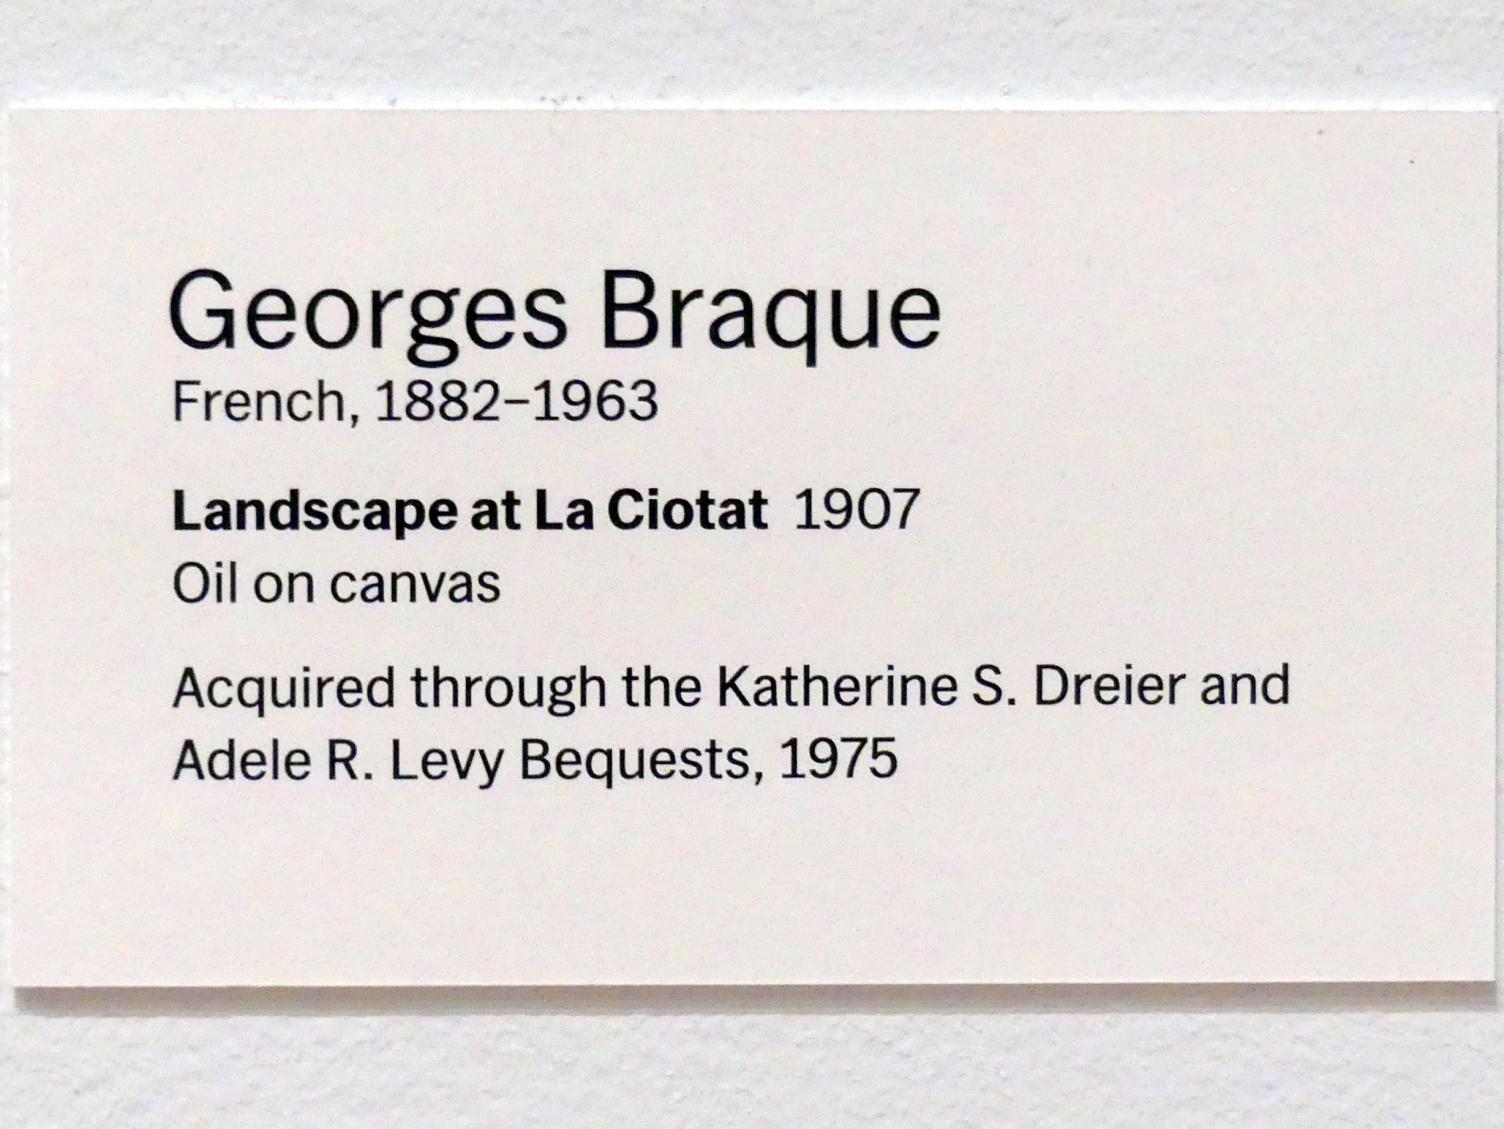 Georges Braque
French, 1882–1963
Landscape at La Ciotat 1907
Oil on canvas
Acquired through the Katherine S. Dreier and
Adele R. Levy Bequests, 1975